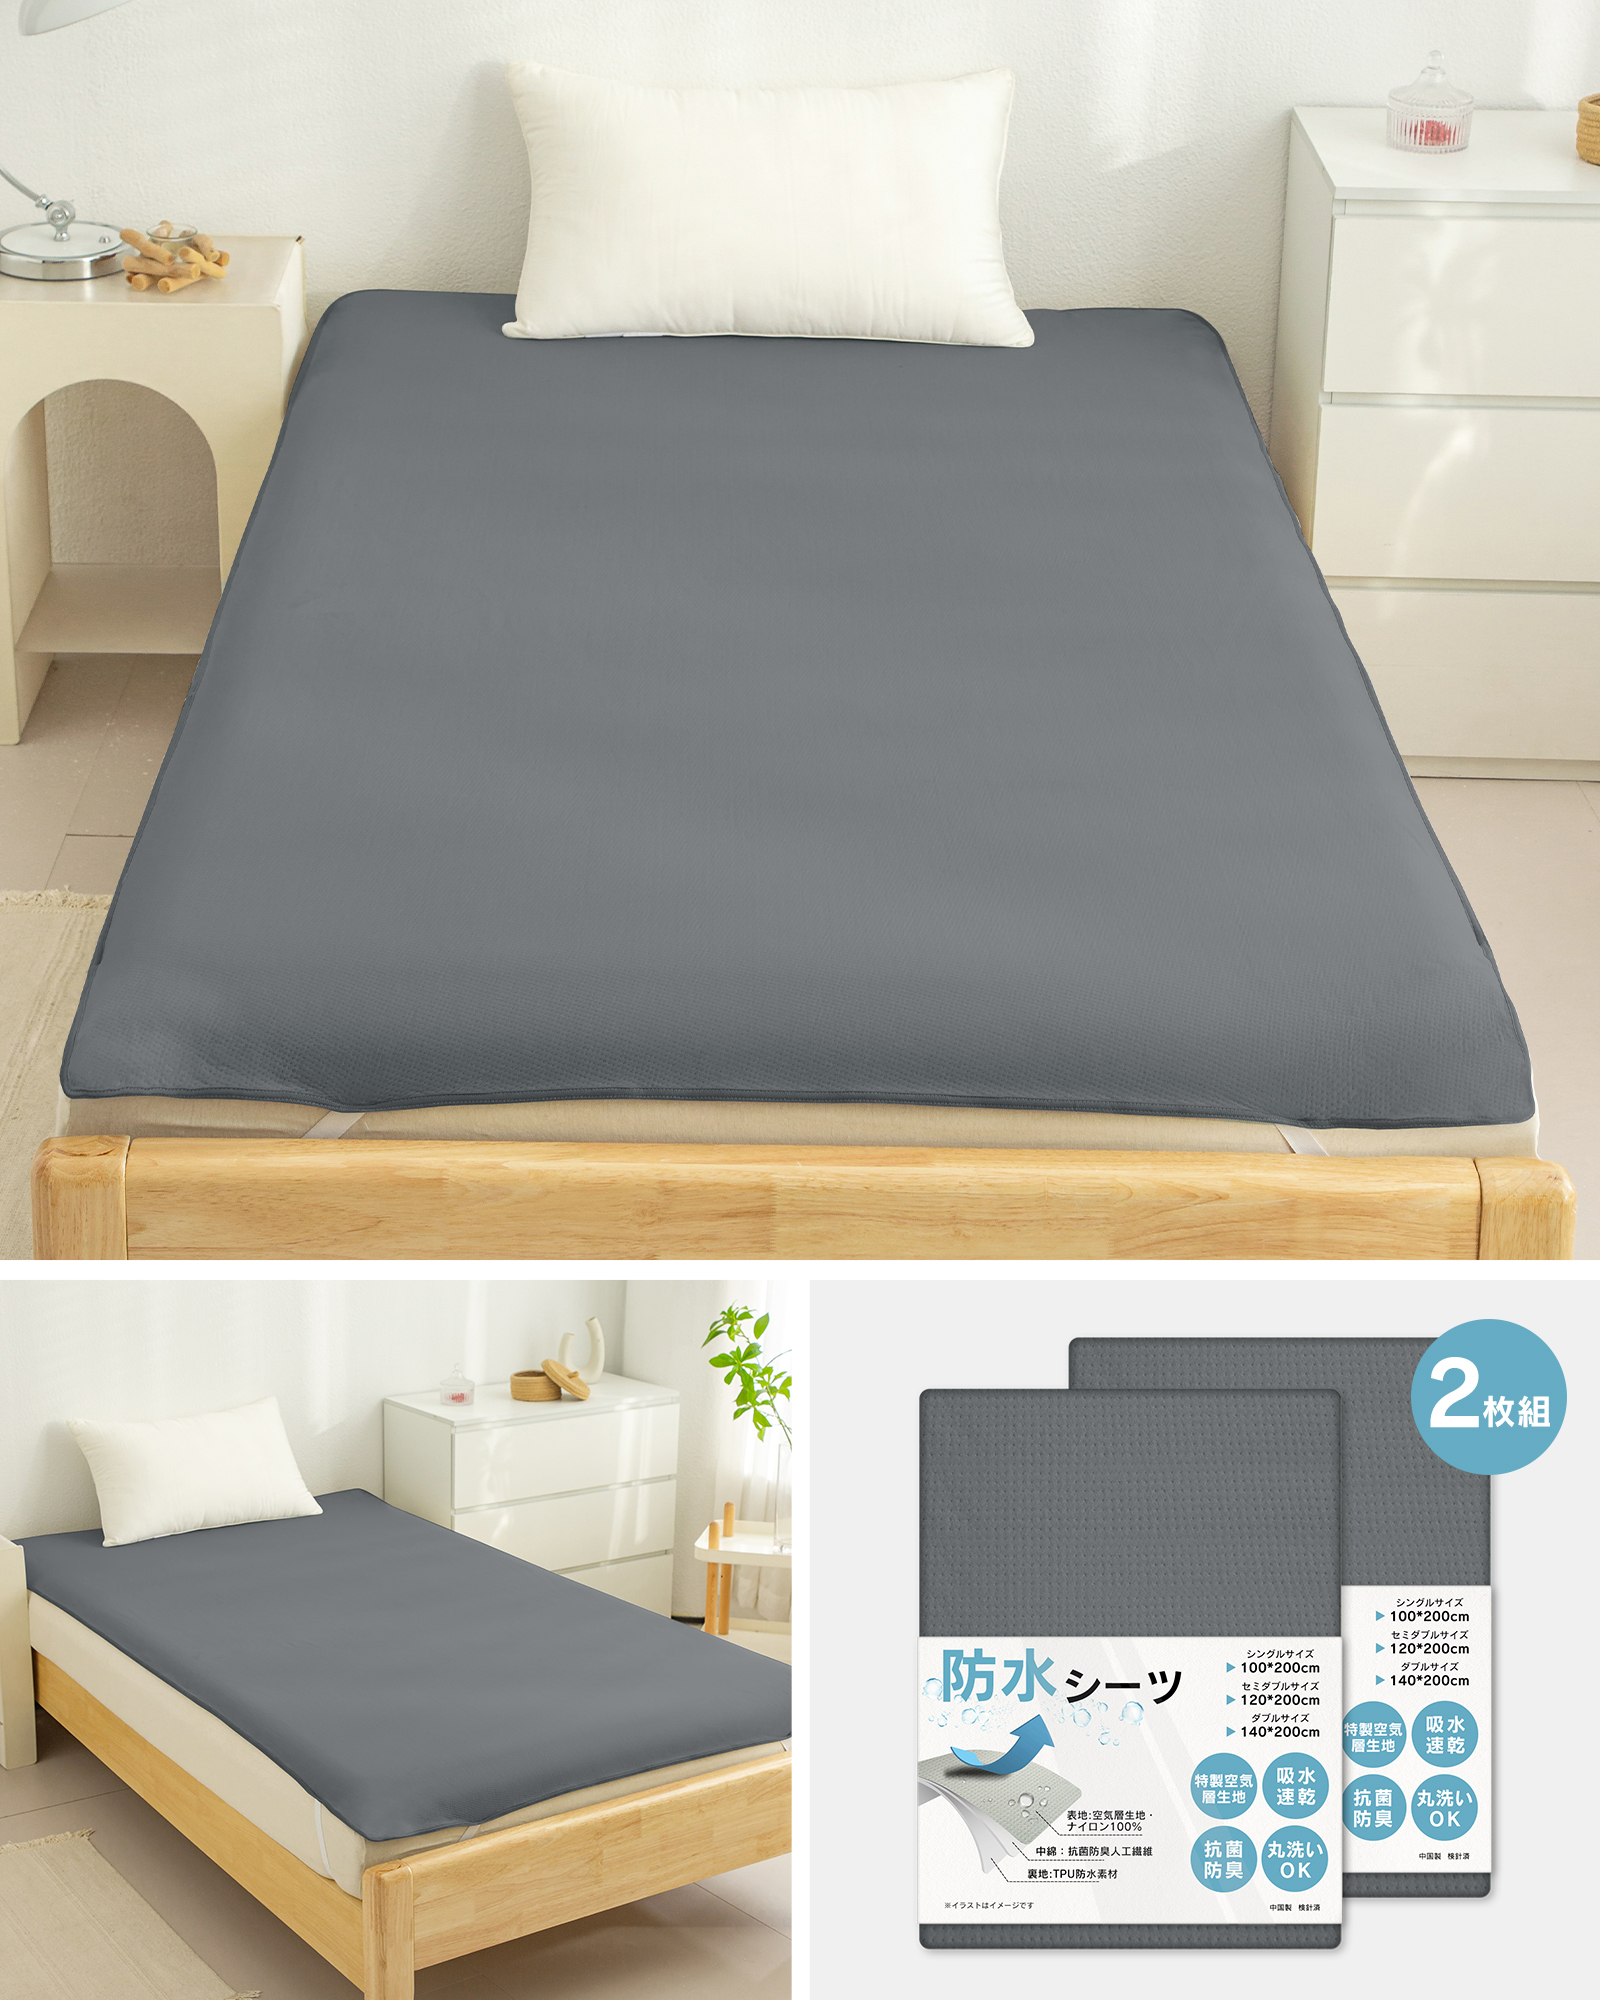 2枚組
防水シーツ
シングルサイズ
▶100*200cm
セミダブルサイズ
▶120*200cm
ダブルサイズ
▶140*200cm
特製空気
層生地
吸水
速乾
抗菌
防臭
丸洗い
OK
表地:空気層生地・
ナイロン100%
中綿：抗菌防臭人工繊維
裏地:TPU防水素材
※イラストはイメージです
中国製 検針済
シングルサイズ
▶100*200cm
セミダブルサイズ
▶120*200cm
ダブルサイズ
▶140*200cm
特製空気
層生地
吸水
速乾
抗菌
防臭
丸洗い
OK
中国製 検針済